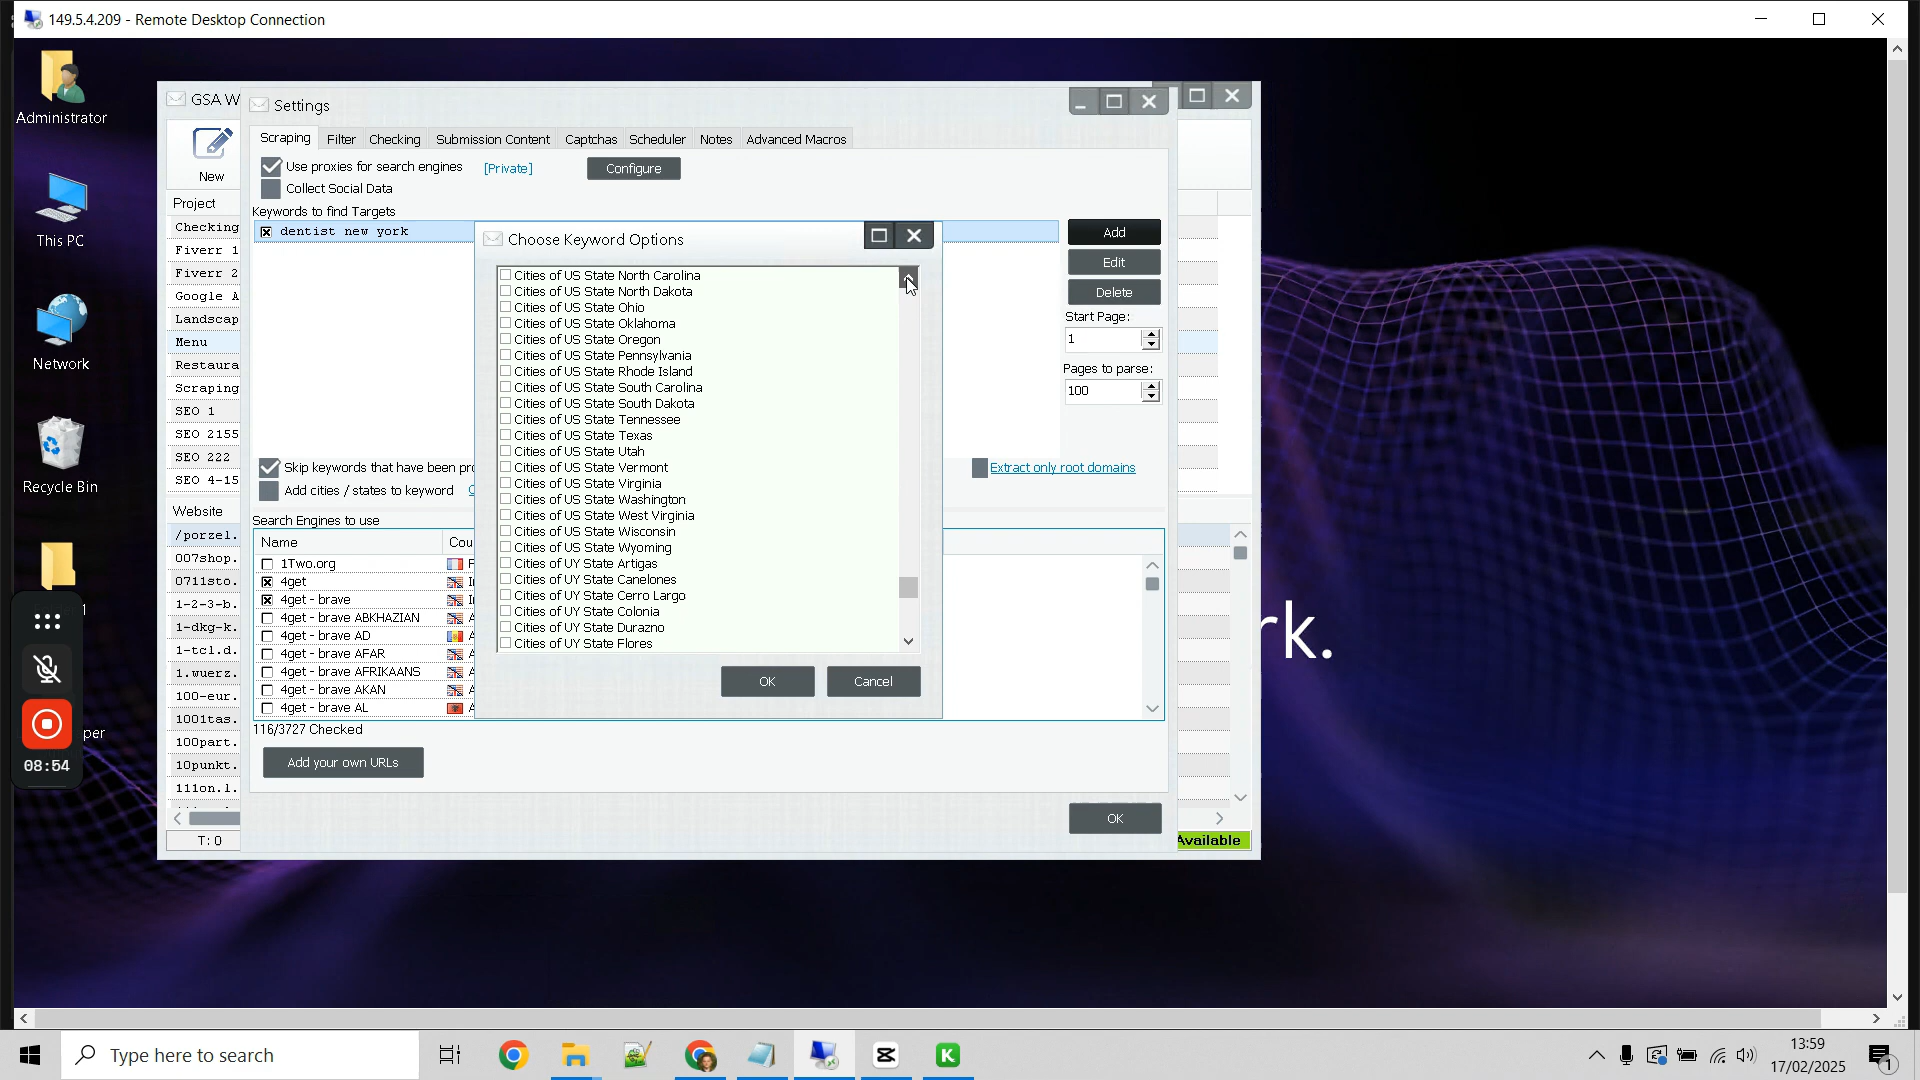 149.5.4.209 - Remote Desktop Connection
Administrator
This PC
Network
Recycle Bin
08:54
GSA W
New
Project
Checking
Fiverr 1
Fiverr 2
Google A
Landscap
Menu
Restaura
Scraping
SEO 1
SEO 2155
SEO 222
SEO 4-15
Website
/porzel.
007shop.
0711sto.
1-2-3-b.
1-dkg-k.
1-tcl.d.
1.wuerz.
100-eur.
1001tas.
100part.
10punkt.
111on.l.
T: 0
Available
Settings
Scraping Filter Checking Submission Content Captchas Scheduler Notes Advanced Macros
Use proxies for search engines [Private] Configure
Collect Social Data
Keywords to find Targets
dentist new york
Add
Edit
Delete
Start Page:
1
Pages to parse:
100
Skip keywords that have been pro
Extract only root domains
Add cities / states to keyword
Search Engines to use
Name Cou
1Two.org
4get
4get - brave
4get - brave ABKHAZIAN
4get - brave AD
4get - brave AFAR
4get - brave AFRIKAANS
4get - brave AKAN
4get - brave AL
116/3727 Checked
Add your own URLs
OK
Choose Keyword Options
Cities of US State North Carolina
Cities of US State North Dakota
Cities of US State Ohio
Cities of US State Oklahoma
Cities of US State Oregon
Cities of US State Pennsylvania
Cities of US State Rhode Island
Cities of US State South Carolina
Cities of US State South Dakota
Cities of US State Tennessee
Cities of US State Texas
Cities of US State Utah
Cities of US State Vermont
Cities of US State Virginia
Cities of US State Washington
Cities of US State West Virginia
Cities of US State Wisconsin
Cities of US State Wyoming
Cities of UY State Artigas
Cities of UY State Canelones
Cities of UY State Cerro Largo
Cities of UY State Colonia
Cities of UY State Durazno
Cities of UY State Flores
OK Cancel
rk.
per
Type here to search
13:59
17/02/2025
1